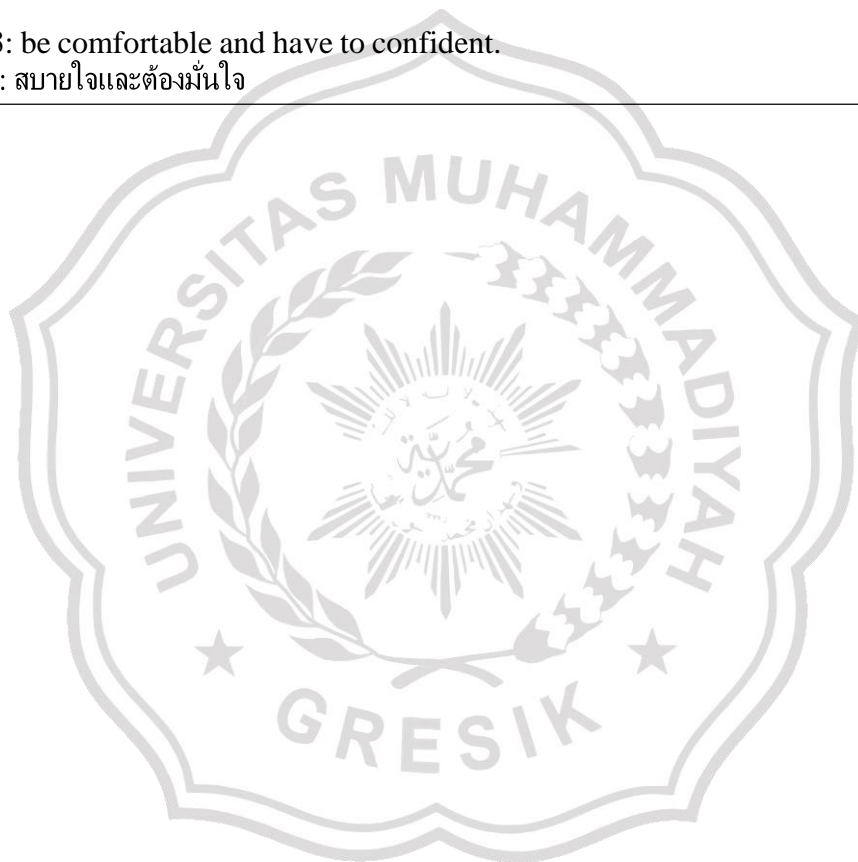 : be comfortable and have to confident.
: สบายใจและต้องมั่นใจ
UNIVERSITAS MUHAMMADIYAH
محمدية
GRESIK